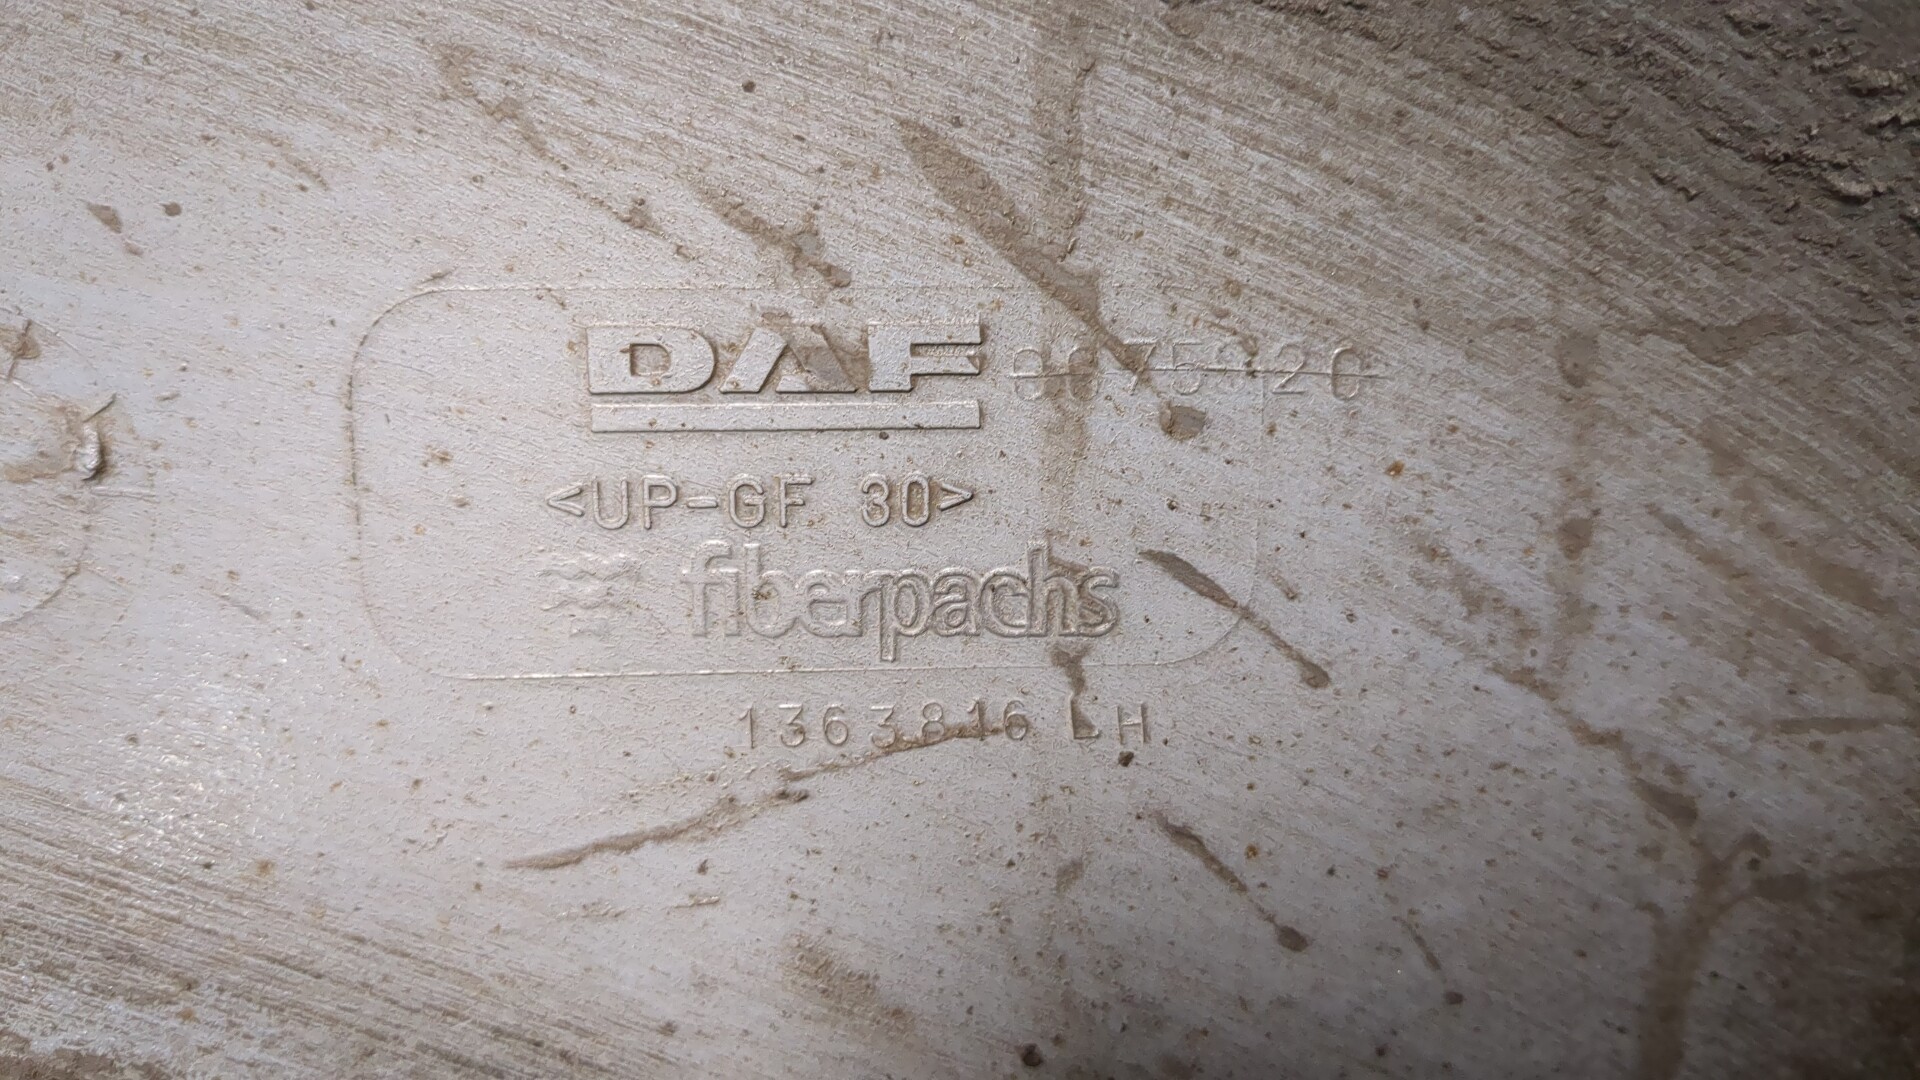 DAF
<UP-GF 30>
fiberpachs
1363816 LH